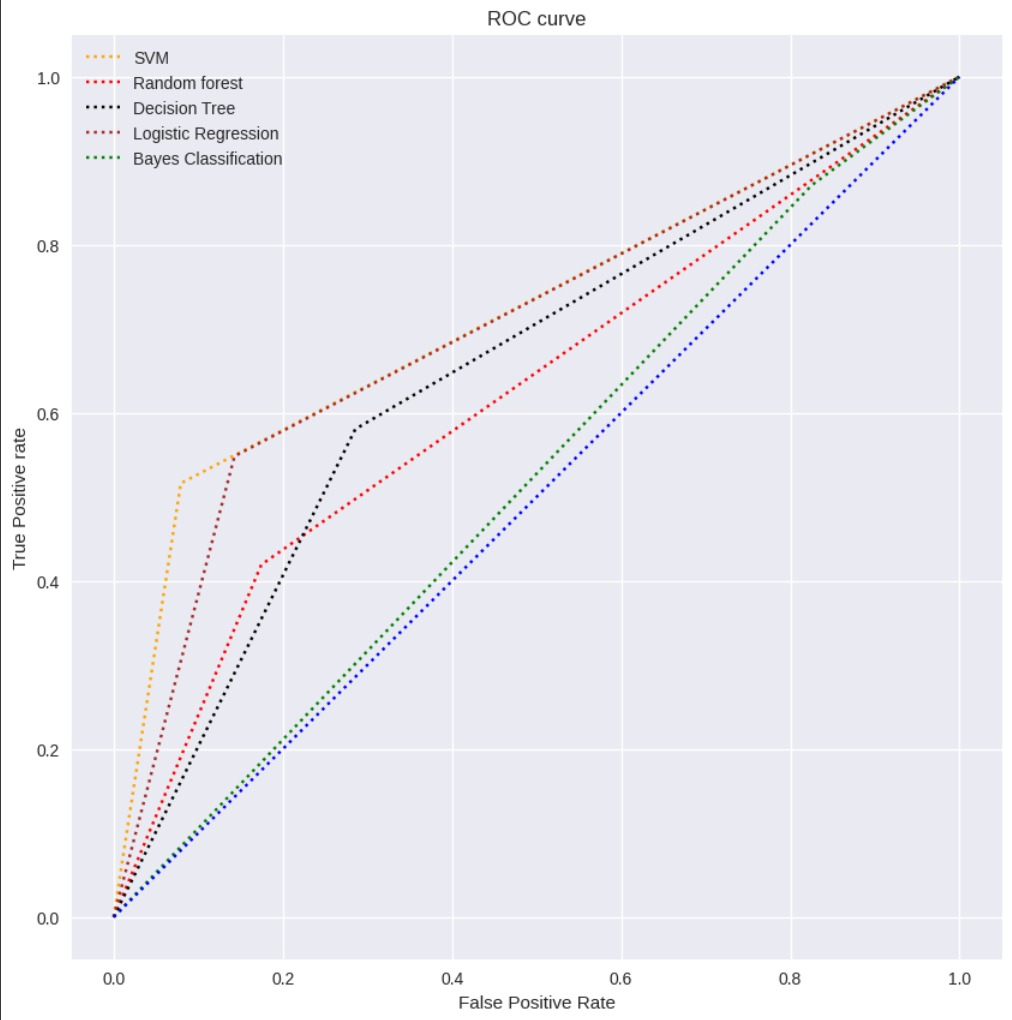 ROC curve
SVM
Random forest
Decision Tree
Logistic Regression
Bayes Classification
1.0
0.8
0.6
0.4
0.2
0.0
True Positive rate
0.0 0.2 0.4 0.6 0.8 1.0
False Positive Rate